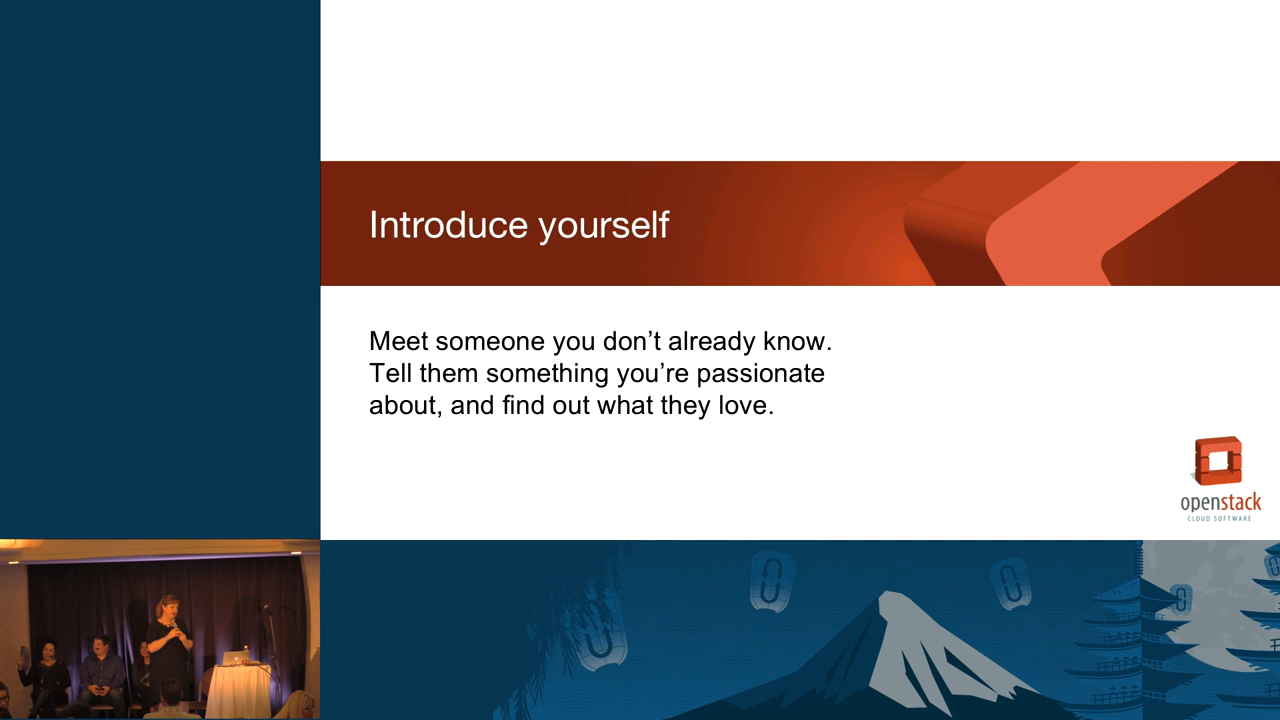 Introduce yourself
Meet someone you don’t already know.
Tell them something you’re passionate
about, and find out what they love.
openstack
CLOUD SOFTWARE